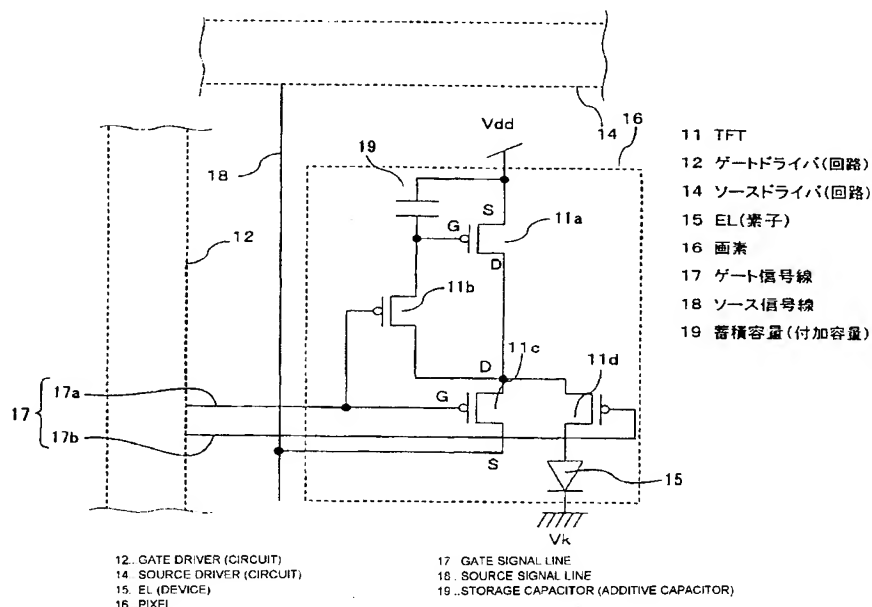 14
16
Vdd
19
18
S
G
11a
D
12
11b
D
11c
11d
17
17a
G
17b
S
15
Vk
11 TFT
12 ゲートドライバ(回路)
14 ソースドライバ(回路)
15 EL(素子)
16 画素
17 ゲート信号線
18 ソース信号線
19 蓄積容量(付加容量)
12.. GATE DRIVER (CIRCUIT)
14.. SOURCE DRIVER (CIRCUIT)
15. EL (DEVICE)
16. PIXEL
17 GATE SIGNAL LINE
18.. SOURCE SIGNAL LINE
19 ..STORAGE CAPACITOR (ADDITIVE CAPACITOR)